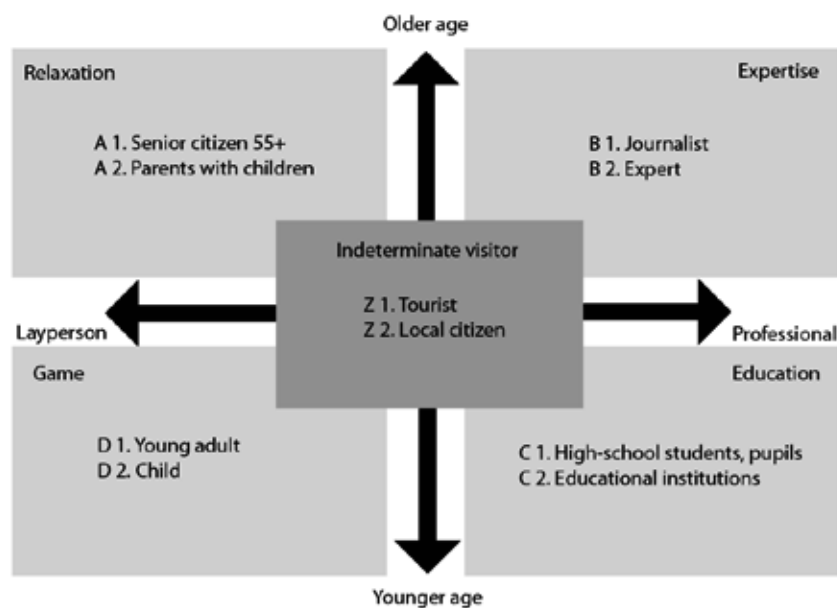 Older age
Relaxation
Expertise
A 1. Senior citizen 55+
A 2. Parents with children
B 1. Journalist
B 2. Expert
Indeterminate visitor
Z 1. Tourist
Z 2. Local citizen
Layperson
Professional
Game
Education
D 1. Young adult
D 2. Child
C 1. High-school students, pupils
C 2. Educational institutions
Younger age